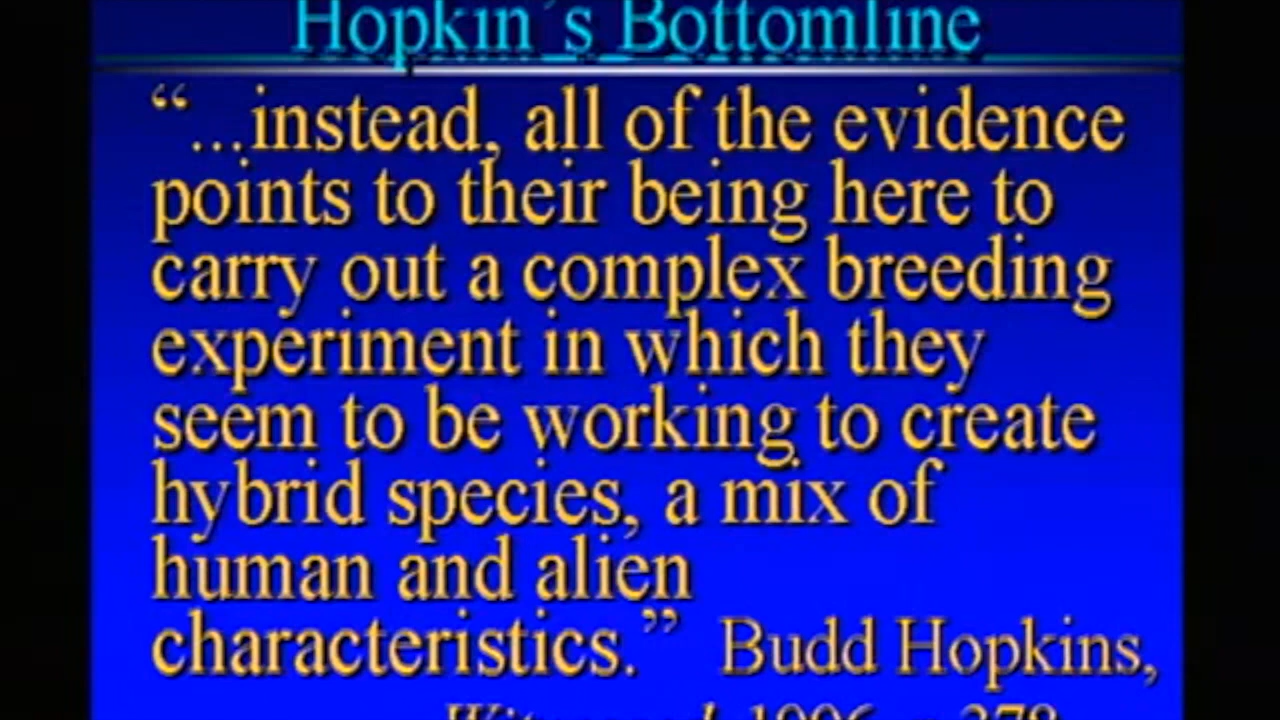 Hopkin´s Bottomline
“...instead, all of the evidence
points to their being here to
carry out a complex breeding
experiment in which they
seem to be working to create
hybrid species, a mix of
human and alien
characteristics.” Budd Hopkins,